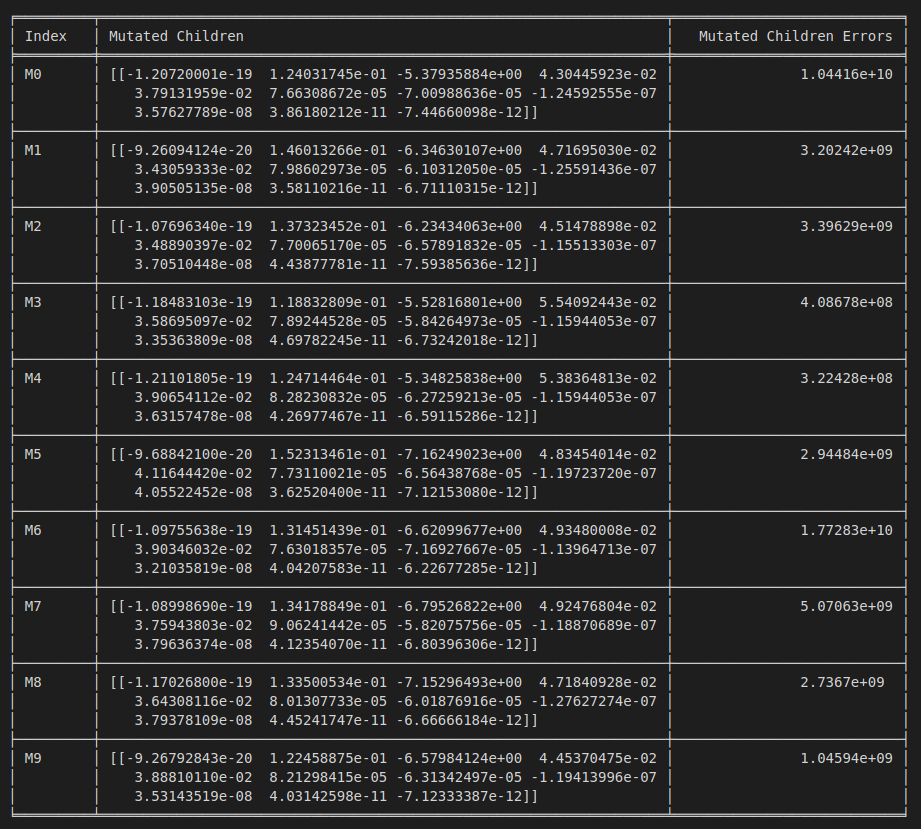 Index Mutated Children Mutated Children Errors
M0 [[-1.20720001e-19 1.24031745e-01 -5.37935884e+00 4.30445923e-02 1.04416e+10
3.79131959e-02 7.66308672e-05 -7.00988636e-05 -1.24592555e-07
3.57627789e-08 3.86180212e-11 -7.44660098e-12]]
M1 [[-9.26094124e-20 1.46013266e-01 -6.34630107e+00 4.71695030e-02 3.20242e+09
3.43059333e-02 7.98602973e-05 -6.10312050e-05 -1.25591436e-07
3.90505135e-08 3.58110216e-11 -6.71110315e-12]]
M2 [[-1.07696340e-19 1.37323452e-01 -6.23434063e+00 4.51478898e-02 3.39629e+09
3.48890397e-02 7.70065170e-05 -6.57891832e-05 -1.15513303e-07
3.70510448e-08 4.43877781e-11 -7.59385636e-12]]
M3 [[-1.18483103e-19 1.18832809e-01 -5.52816801e+00 5.54092443e-02 4.08678e+08
3.58695097e-02 7.89244528e-05 -5.84264973e-05 -1.15944053e-07
3.35363809e-08 4.69782245e-11 -6.73242018e-12]]
M4 [[-1.21101805e-19 1.24714464e-01 -5.34825838e+00 5.38364813e-02 3.22428e+08
3.90654112e-02 8.28230832e-05 -6.27259213e-05 -1.15944053e-07
3.63157478e-08 4.26977467e-11 -6.59115286e-12]]
M5 [[-9.68842100e-20 1.52313461e-01 -7.16249023e+00 4.83454014e-02 2.94484e+09
4.11644420e-02 7.73110021e-05 -6.56438768e-05 -1.19723720e-07
4.05522452e-08 3.62520400e-11 -7.12153080e-12]]
M6 [[-1.09755638e-19 1.31451439e-01 -6.62099677e+00 4.93480008e-02 1.77283e+10
3.90346032e-02 7.63018357e-05 -7.16927667e-05 -1.13964713e-07
3.21035819e-08 4.04207583e-11 -6.22677285e-12]]
M7 [[-1.08998690e-19 1.34178849e-01 -6.79526822e+00 4.92476804e-02 5.07063e+09
3.75943803e-02 9.06241442e-05 -5.82075756e-05 -1.18870689e-07
3.79636374e-08 4.12354070e-11 -6.80396306e-12]]
M8 [[-1.17026800e-19 1.33500534e-01 -7.15296493e+00 4.71840928e-02 2.7367e+09
3.64308116e-02 8.01307733e-05 -6.01876916e-05 -1.27627274e-07
3.79378109e-08 4.45241747e-11 -6.66666184e-12]]
M9 [[-9.26792843e-20 1.22458875e-01 -6.57984124e+00 4.45370475e-02 1.04594e+09
3.88810110e-02 8.21298415e-05 -6.31342497e-05 -1.19413996e-07
3.53143519e-08 4.03142598e-11 -7.12333387e-12]]